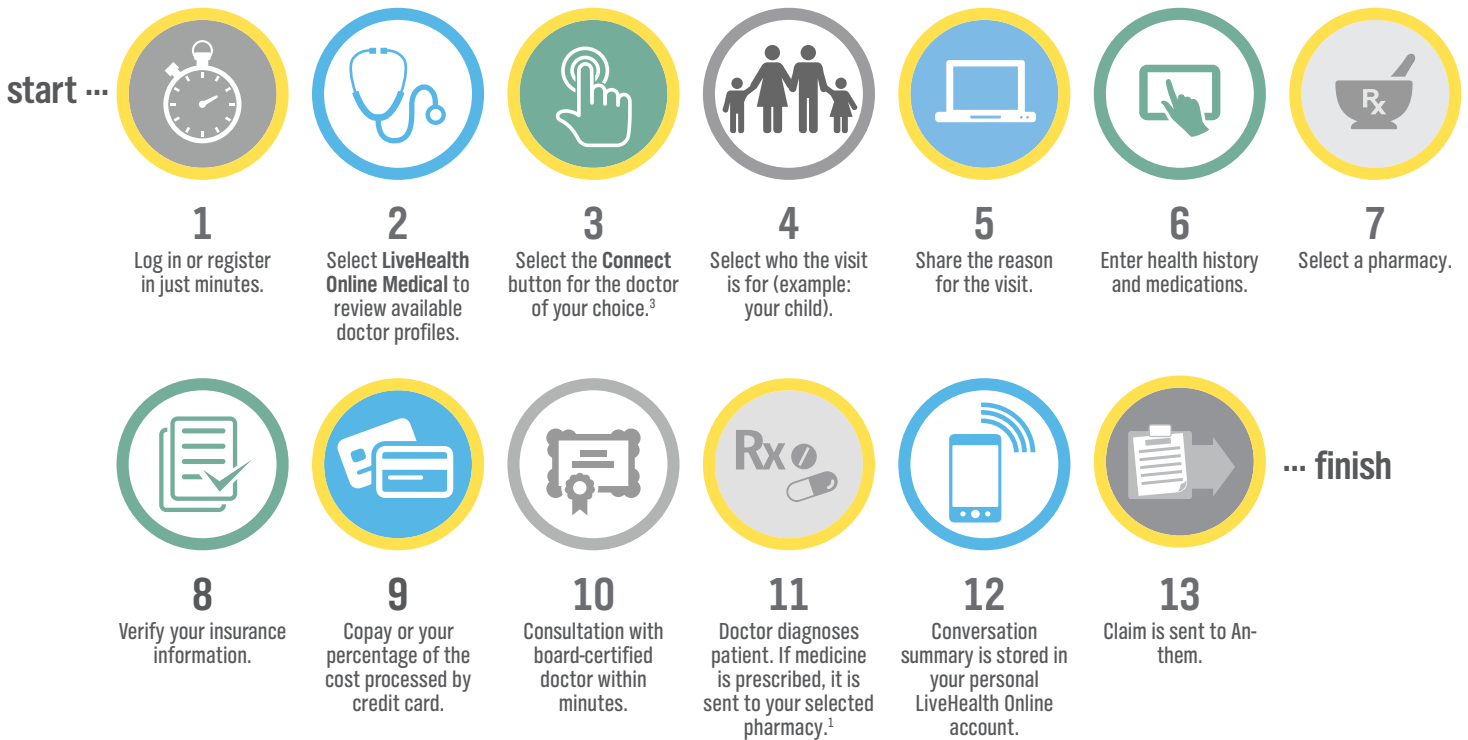 start ...
1
Log in or register
in just minutes.
2
Select LiveHealth
Online Medical to
review available
doctor profiles.
3
Select the Connect
button for the doctor
of your choice.3
4
Select who the visit
is for (example:
your child).
5
Share the reason
for the visit.
6
Enter health history
and medications.
Rx
7
Select a pharmacy.
8
Verify your insurance
information.
9
Copay or your
percentage of the
cost processed by
credit card.
10
Consultation with
board-certified
doctor within
minutes.
Rx
11
Doctor diagnoses
patient. If medicine
is prescribed, it is
sent to your selected
pharmacy.1
12
Conversation
summary is stored in
your personal
LiveHealth Online
account.
13
Claim is sent to An-
them.
... finish